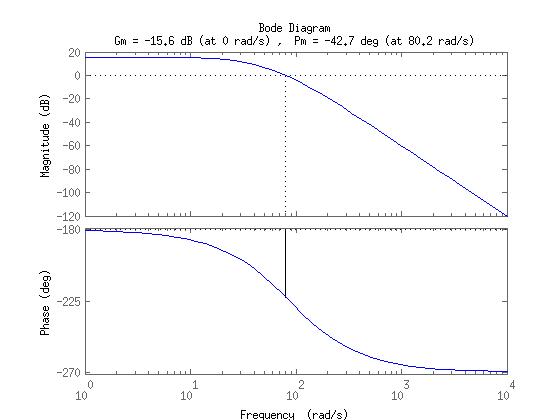 Bode Diagram
Gm = -15.6 dB (at 0 rad/s) , Pm = -42.7 deg (at 80.2 rad/s)
20
0
-20
-40
-60
-80
-100
-120
Magnitude (dB)
-180
-225
-270
Phase (deg)
10^0 10^1 10^2 10^3 10^4
Frequency (rad/s)